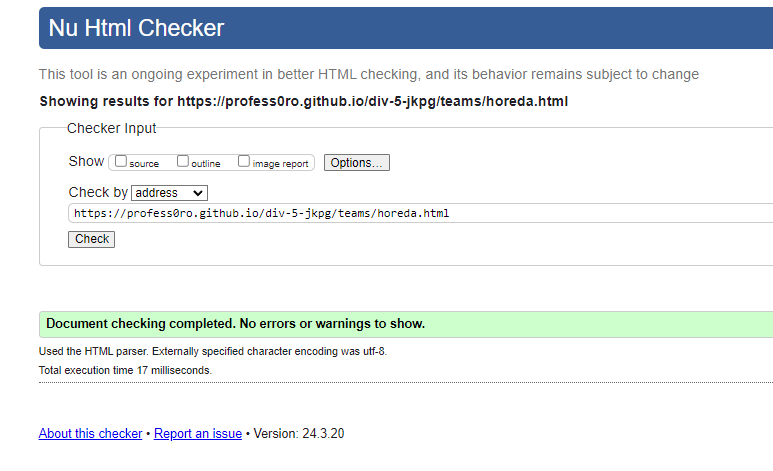 Nu Html Checker
This tool is an ongoing experiment in better HTML checking, and its behavior remains subject to change
Showing results for https://profess0ro.github.io/div-5-jkpg/teams/horeda.html
Checker Input
Show source outline image report Options...
Check by address
https://profess0ro.github.io/div-5-jkpg/teams/horeda.html
Check
Document checking completed. No errors or warnings to show.
Used the HTML parser. Externally specified character encoding was utf-8.
Total execution time 17 milliseconds.
About this checker • Report an issue • Version: 24.3.20